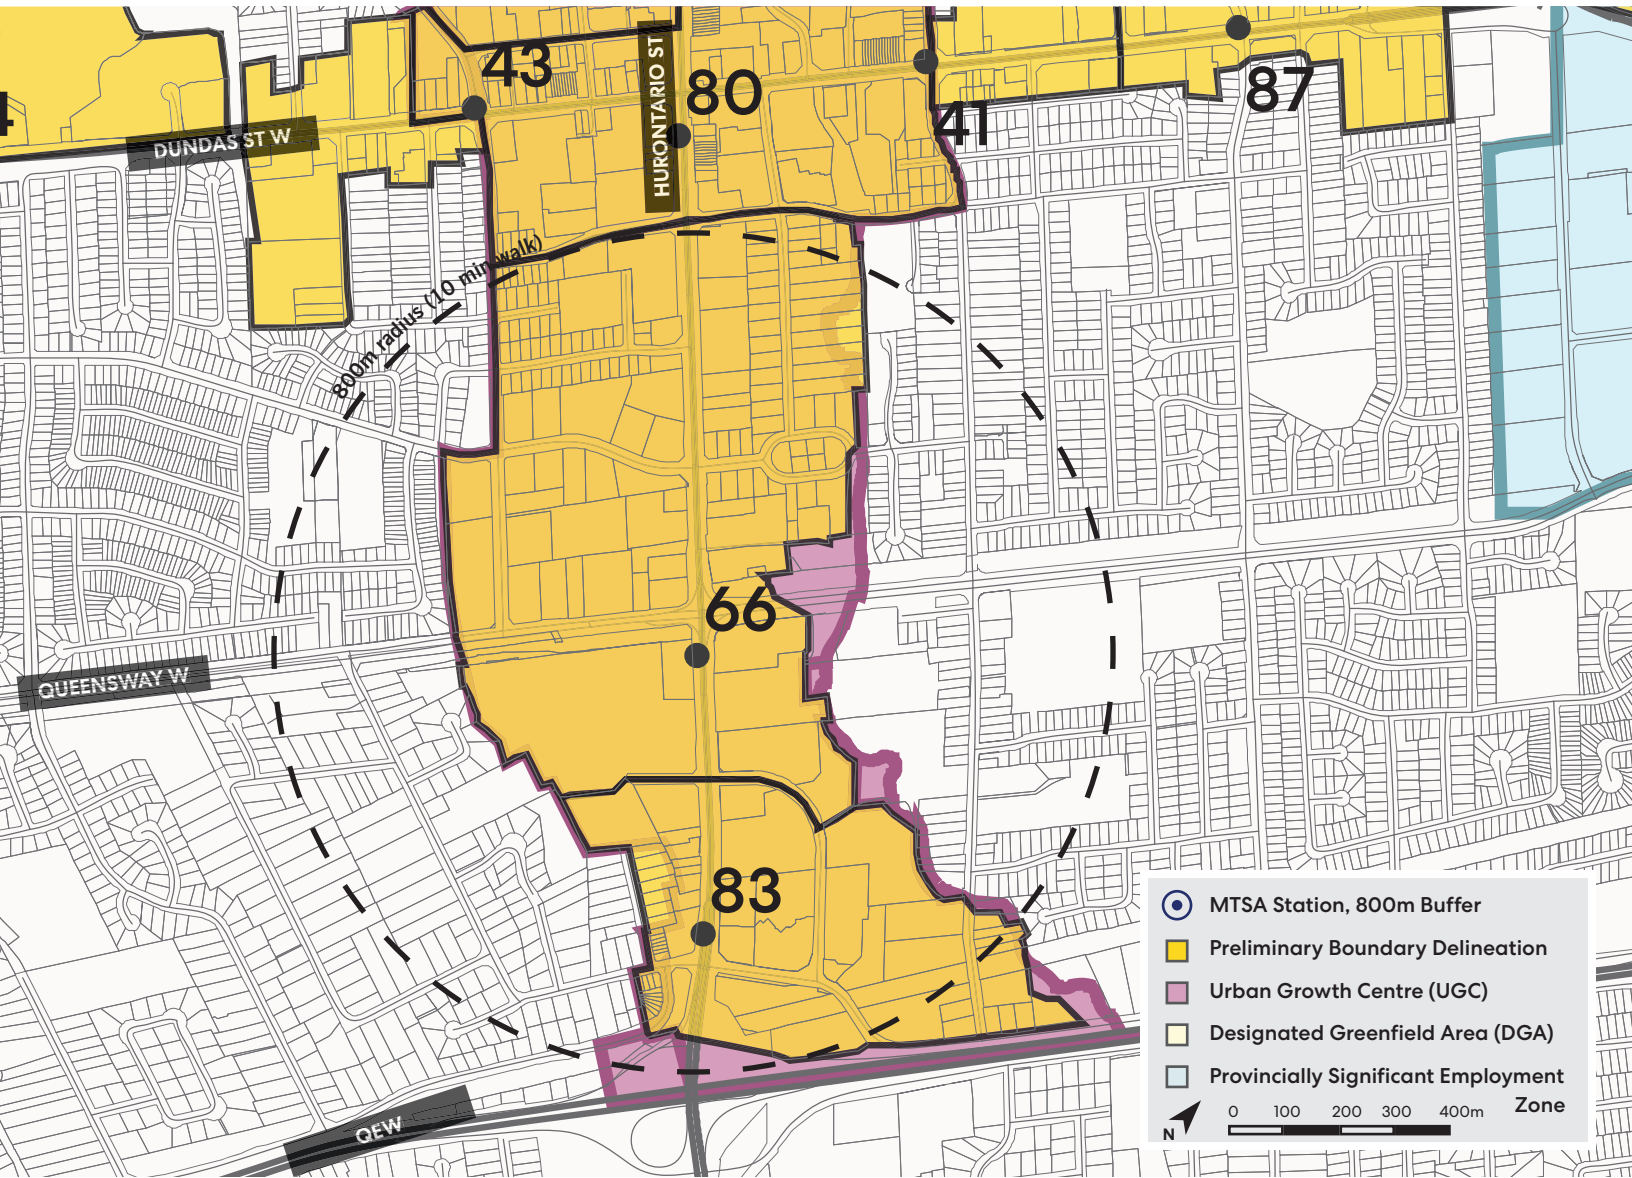 43
80
87
41
4
DUNDAS ST W
HURONTARIO ST
800m radius (10 min walk)
66
QUEENSWAY W
83
QEW
MTSA Station, 800m Buffer
Preliminary Boundary Delineation
Urban Growth Centre (UGC)
Designated Greenfield Area (DGA)
Provincially Significant Employment
Zone
0 100 200 300 400m
N